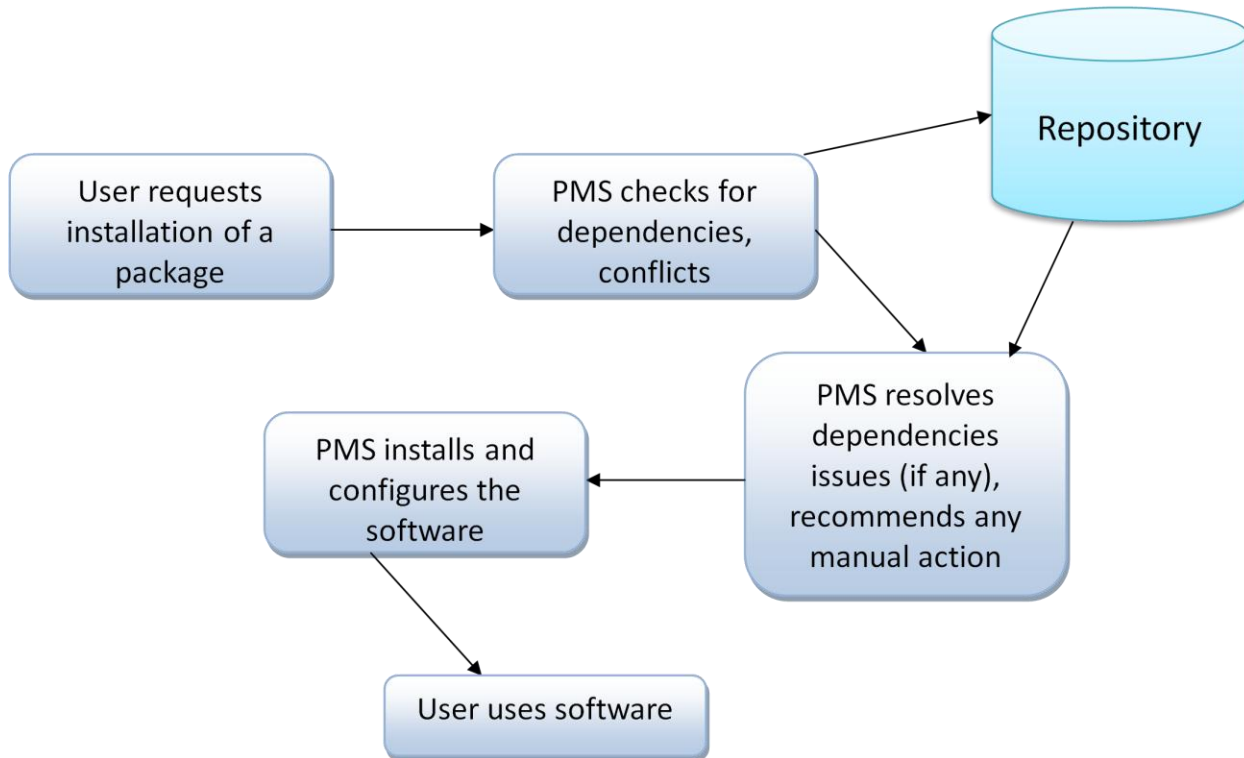 Repository
User requests
installation of a
package
PMS checks for
dependencies,
conflicts
PMS resolves
dependencies
issues (if any),
recommends any
manual action
PMS installs and
configures the
software
User uses software